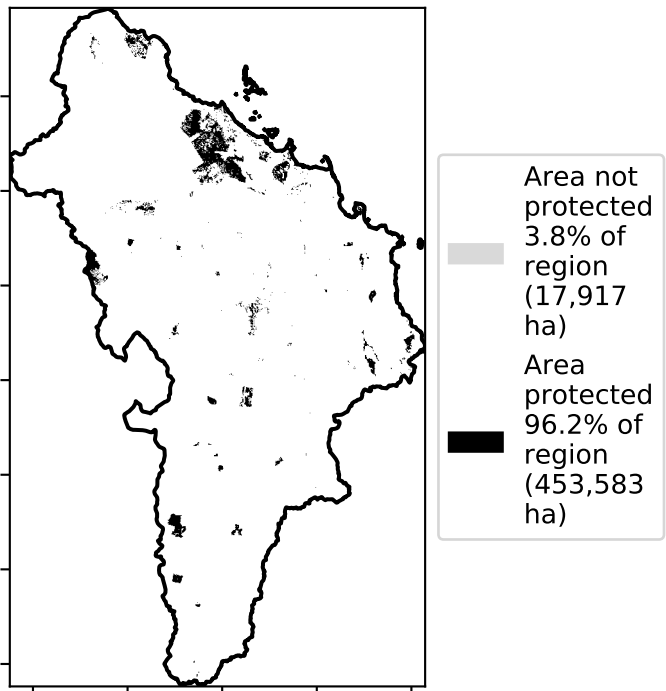 Area not
protected
3.8% of
region
(17,917
ha)
Area
protected
96.2% of
region
(453,583
ha)